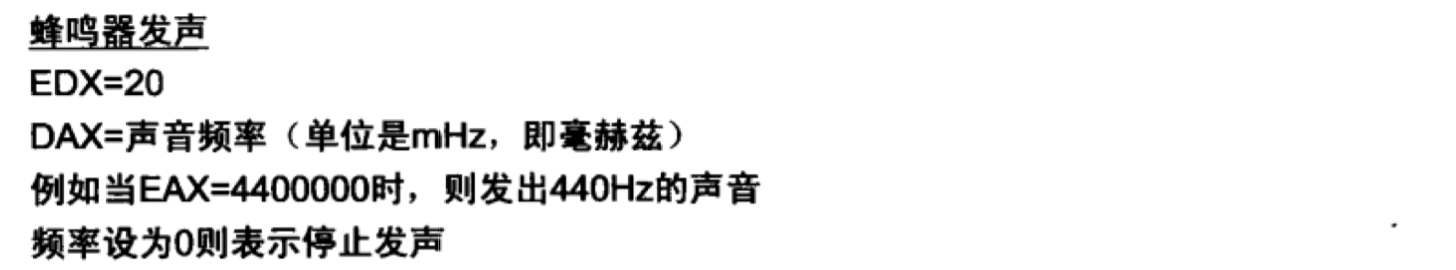 蜂鸣器发声
EDX=20
DAX=声音频率（单位是mHz，即毫赫兹）
例如当EAX=4400000时，则发出440Hz的声音
频率设为0则表示停止发声